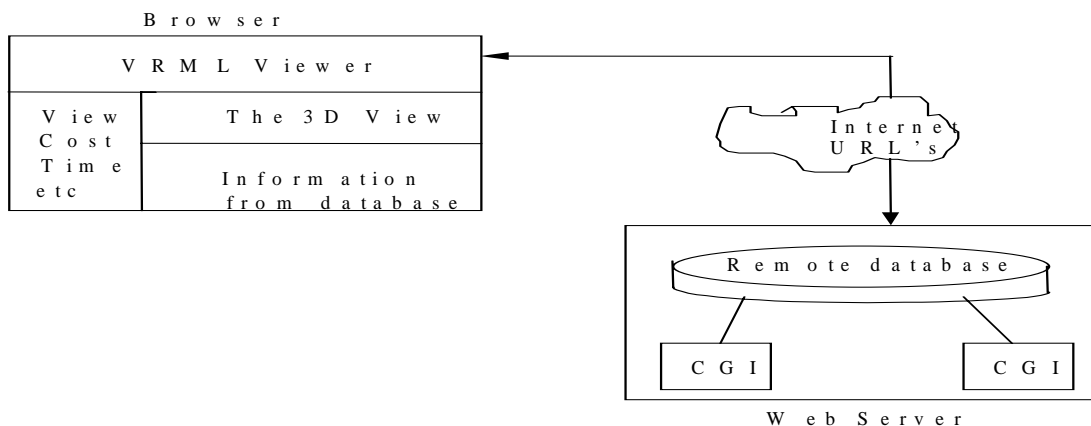 Browser
VRML Viewer
View
Cost
Time
etc
The 3D View
Information
from database
Internet
URL's
Remote database
CGI
CGI
Web Server